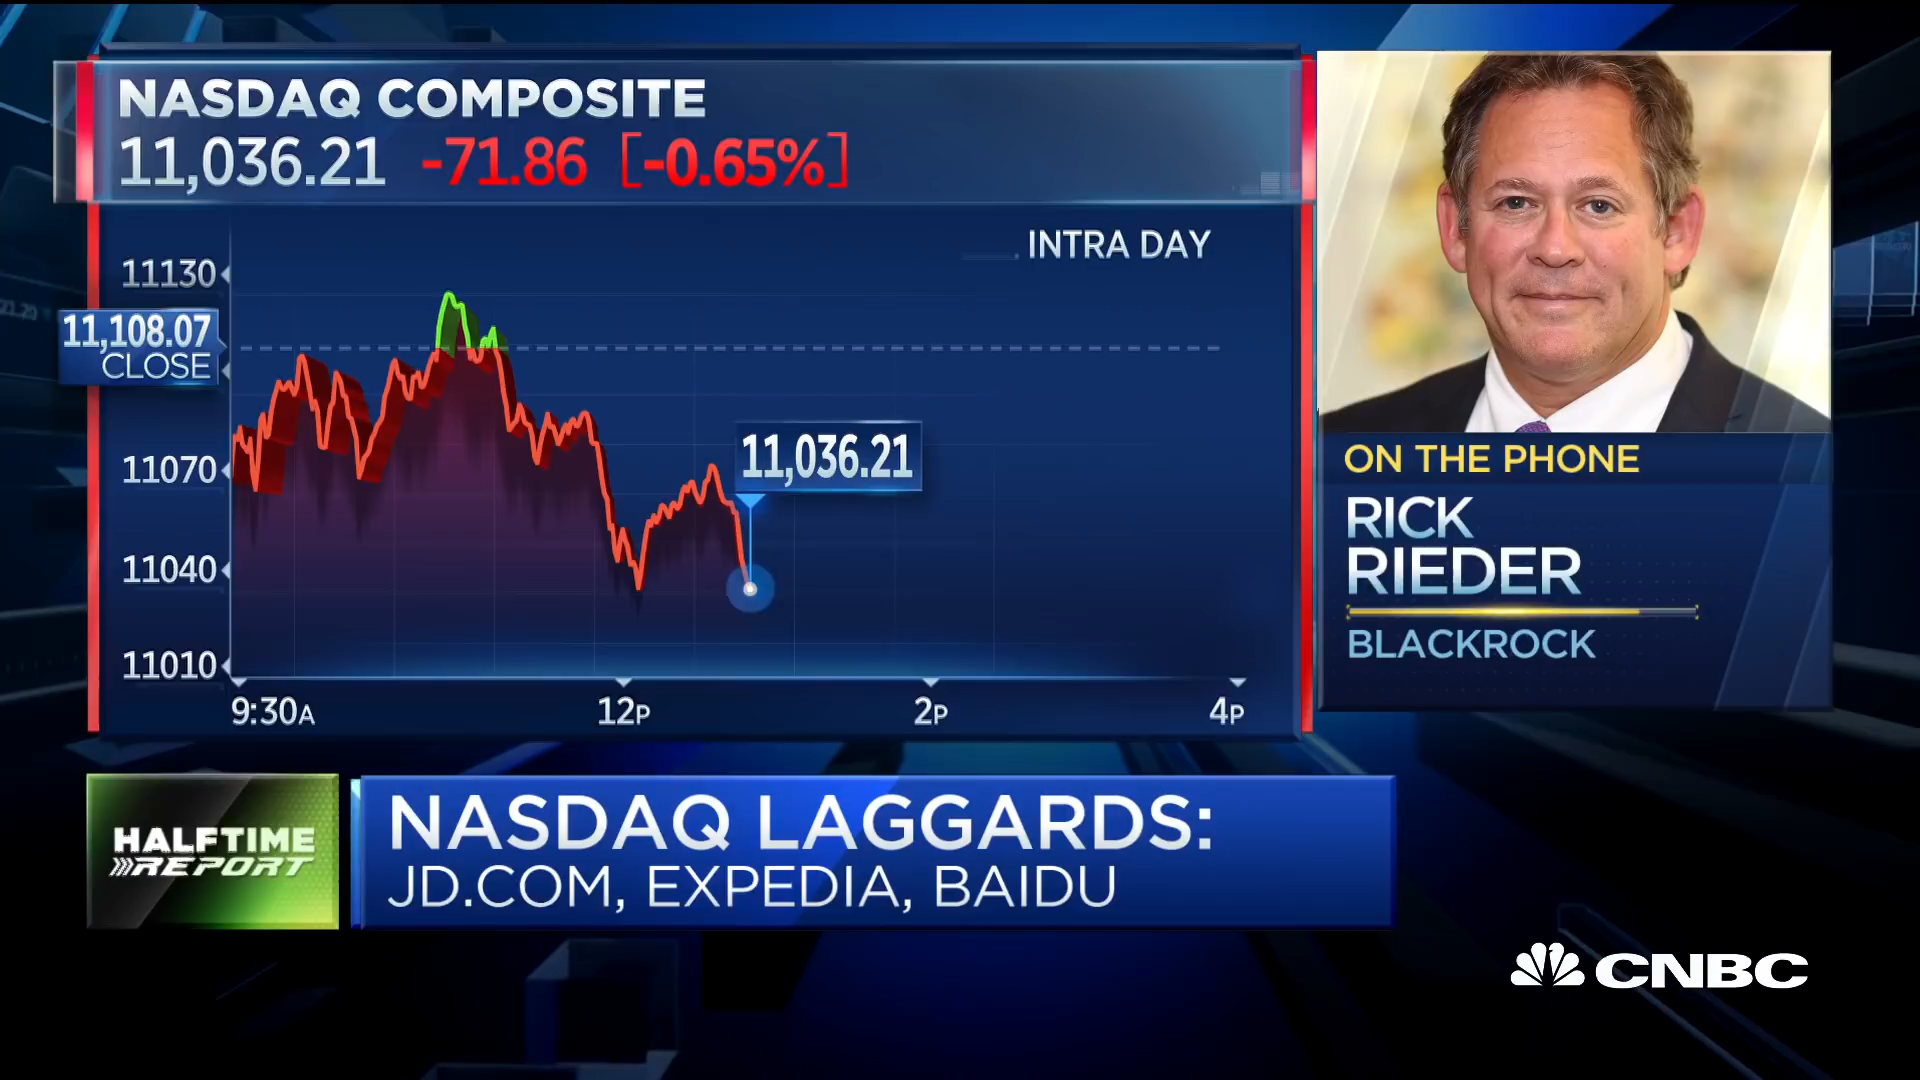 NASDAQ COMPOSITE
11,036.21 -71.86 [-0.65%]
INTRA DAY
11130
11,108.07
CLOSE
11070
11040
11010
11,036.21
9:30A 12P 2P 4P
ON THE PHONE
RICK
RIEDER
BLACKROCK
HALFTIME
REPORT
NASDAQ LAGGARDS:
JD.COM, EXPEDIA, BAIDU
CNBC